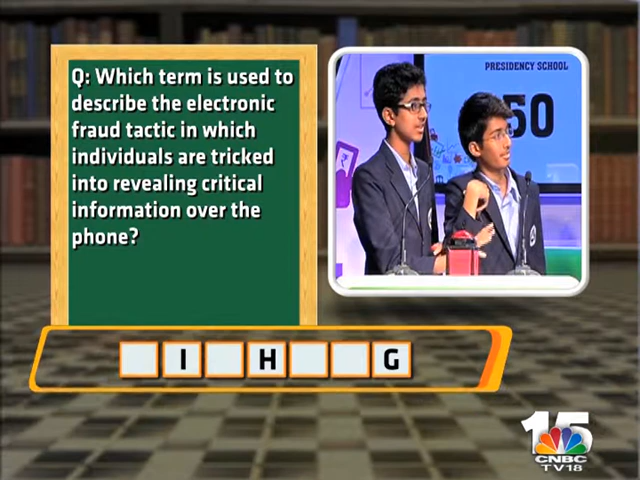 Q: Which term is used to
describe the electronic
fraud tactic in which
individuals are tricked
into revealing critical
information over the
phone?
PRESIDENCY SCHOOL
50
I H G
15
CNBC
TV18